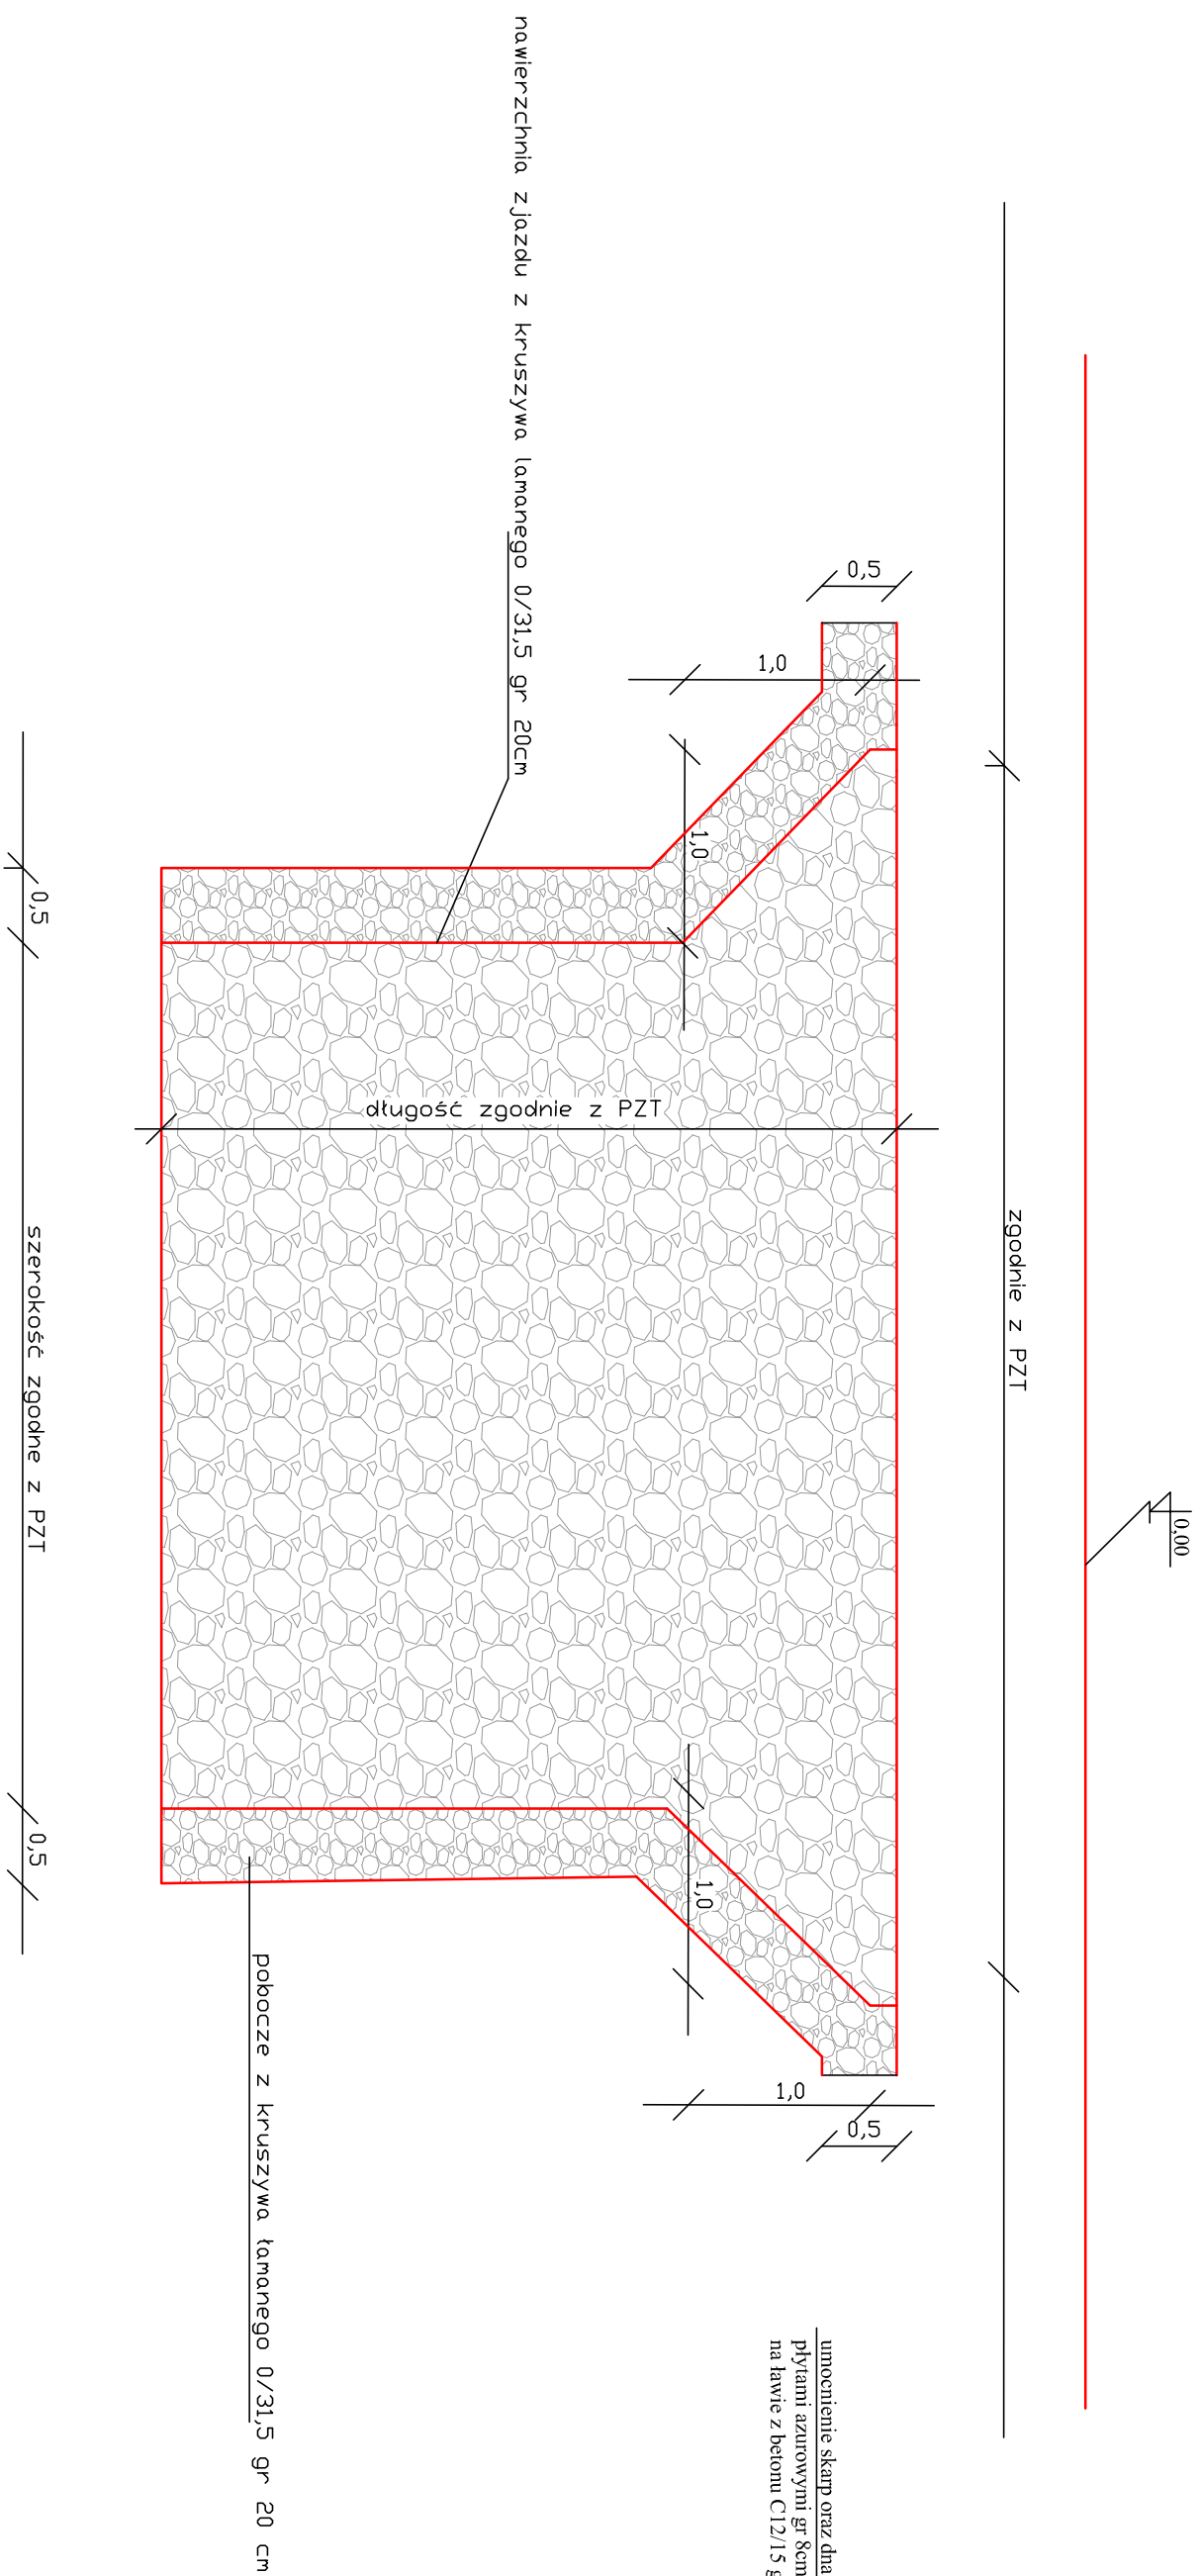 0,00
zgodnie z PZT
0,5
1,0
1,0
nawierzchnia zjazdu z kruszywa lamanego 0/31,5 gr 20cm
długość zgodnie z PZT
1,0
1,0
0,5
umocnienie skarp oraz dna
płytami azurowymi gr 8cm
na ławie z betonu C12/15 g
pobocze z kruszywa łamanego 0/31,5 gr 20 cm
0,5
szerokość zgodne z PZT
0,5